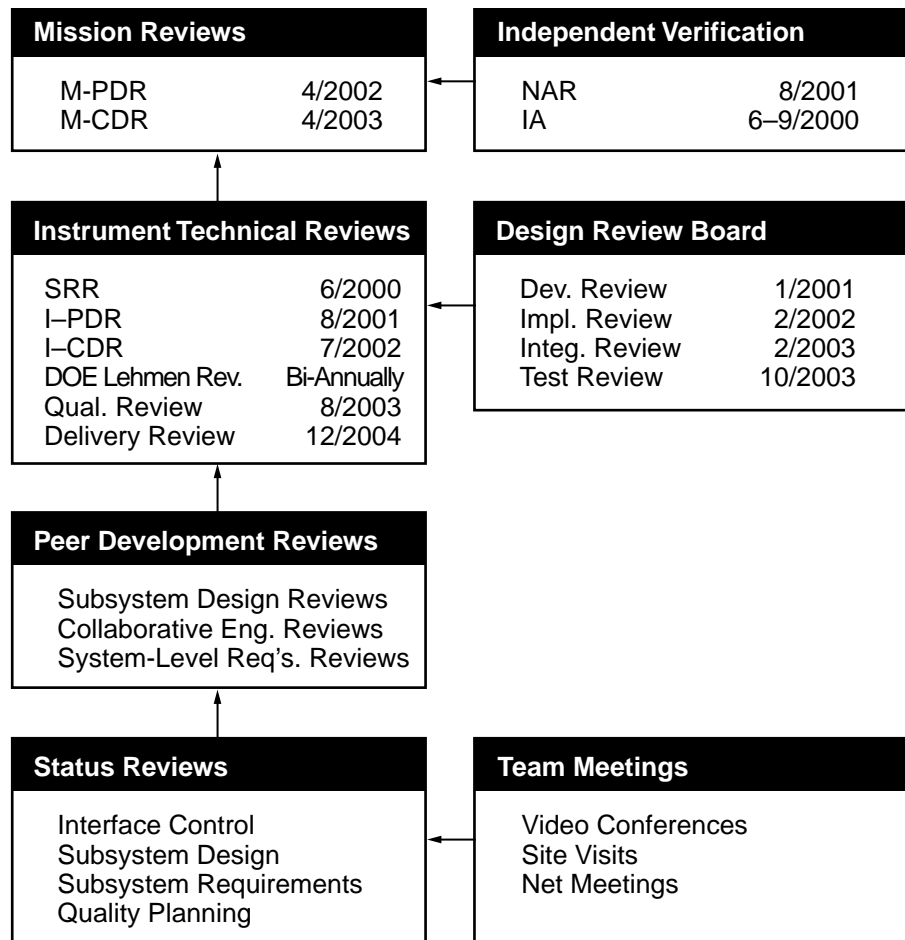 Mission Reviews
M-PDR 4/2002
M-CDR 4/2003
Independent Verification
NAR 8/2001
IA 6–9/2000
Instrument Technical Reviews
SRR 6/2000
I–PDR 8/2001
I–CDR 7/2002
DOE Lehmen Rev. Bi-Annually
Qual. Review 8/2003
Delivery Review 12/2004
Design Review Board
Dev. Review 1/2001
Impl. Review 2/2002
Integ. Review 2/2003
Test Review 10/2003
Peer Development Reviews
Subsystem Design Reviews
Collaborative Eng. Reviews
System-Level Req's. Reviews
Status Reviews
Interface Control
Subsystem Design
Subsystem Requirements
Quality Planning
Team Meetings
Video Conferences
Site Visits
Net Meetings